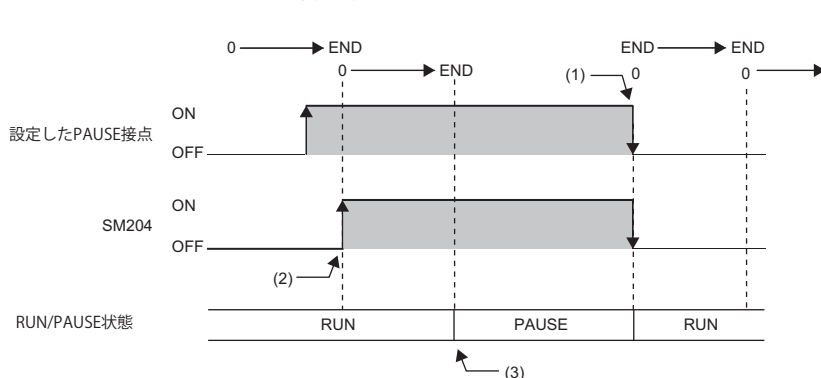 0 END END END
0 END (1) 0 0
ON
設定したPAUSE接点
OFF
ON
SM204
OFF
(2)
RUN/PAUSE状態 RUN PAUSE RUN
(3)